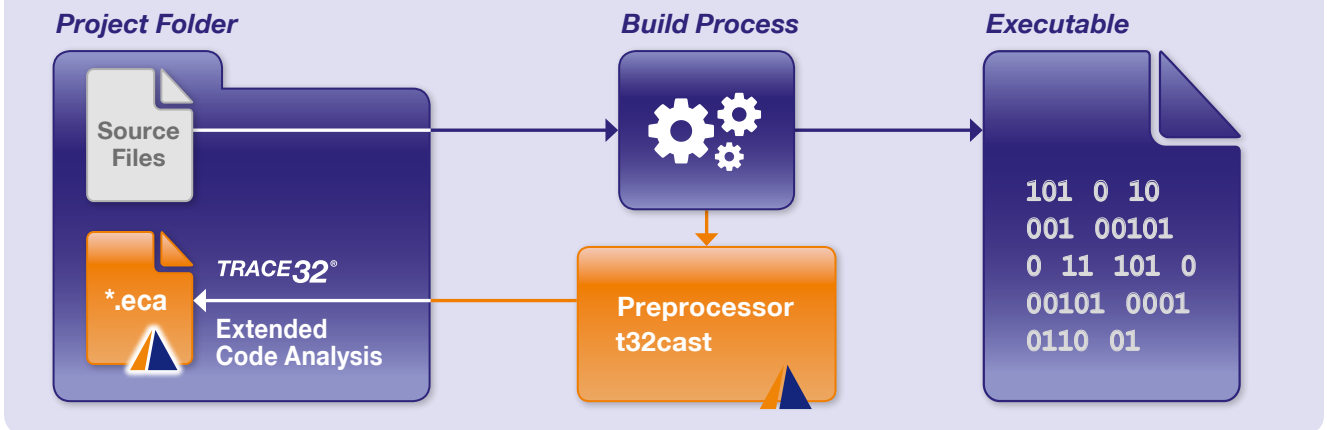 Project Folder
Build Process
Executable
Source
Files
*.eca
TRACE32®
Extended
Code Analysis
Preprocessor
t32cast
101 0 10
001 00101
0 11 101 0
00101 0001
0110 01